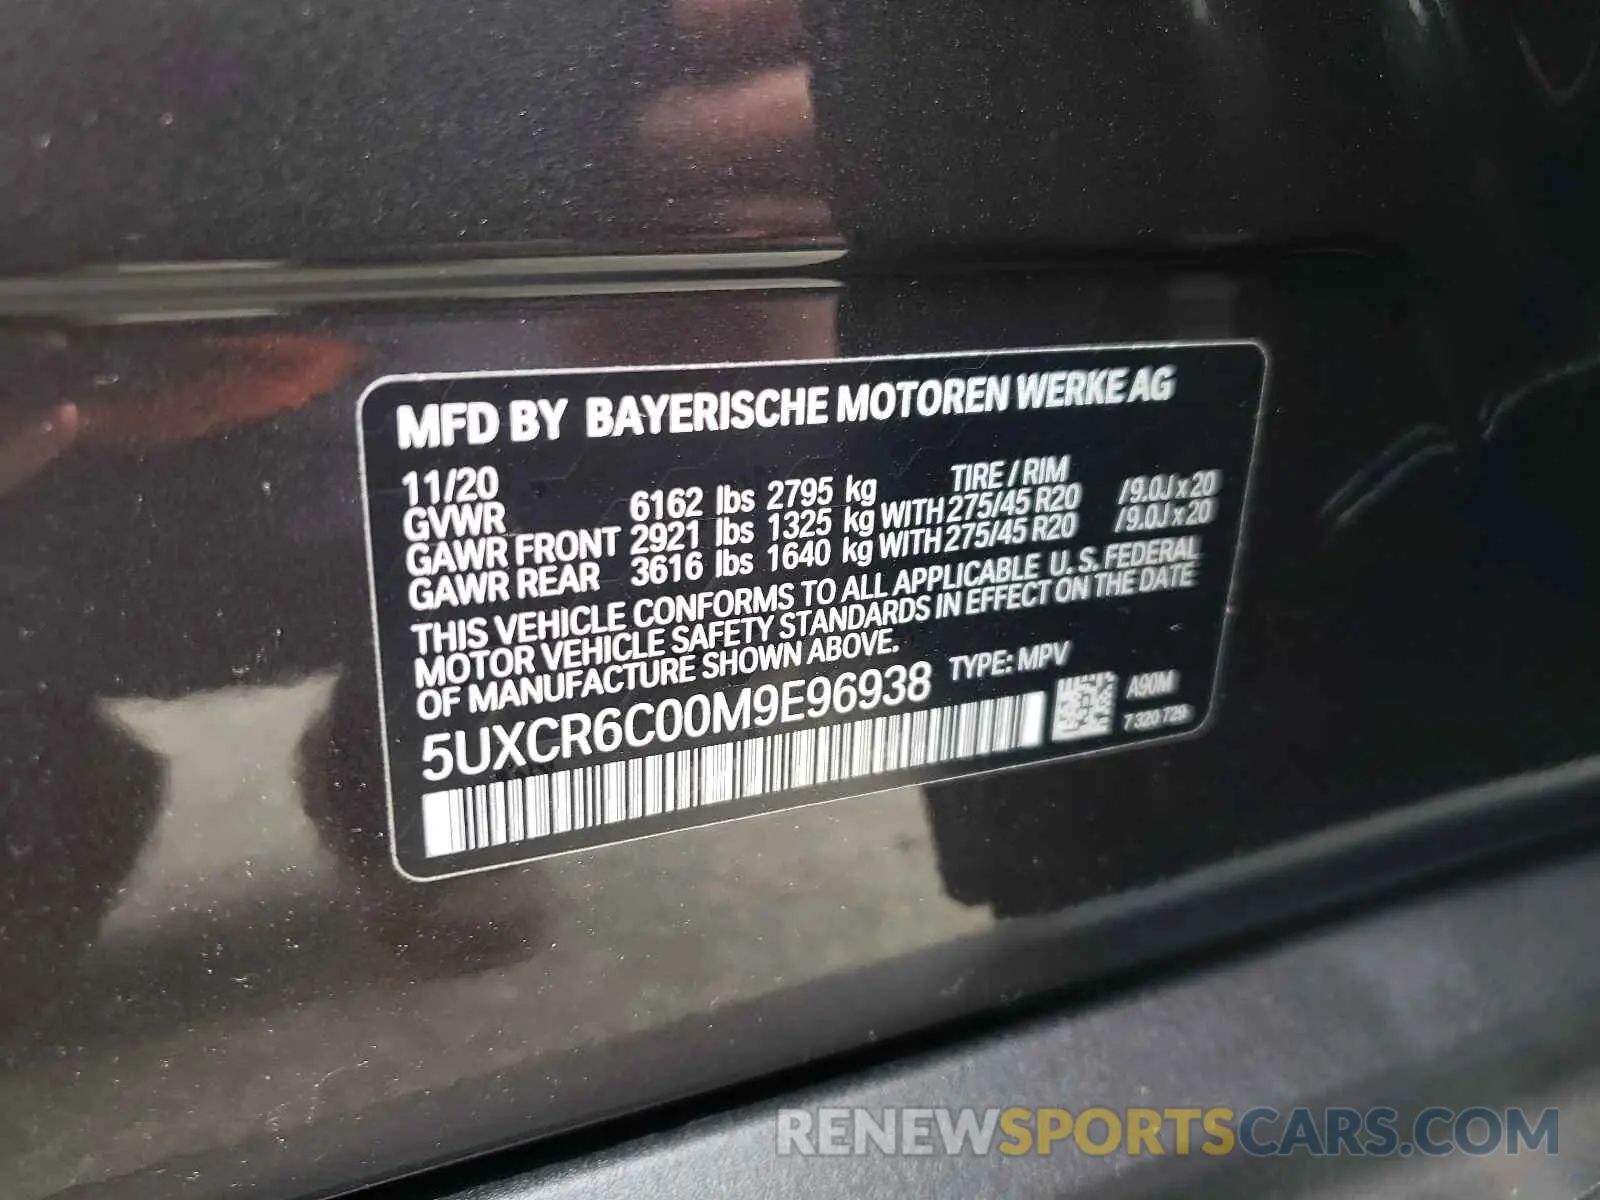 MFD BY BAYERISCHE MOTOREN WERKE AG
11/20 TIRE / RIM
GVWR 6162 lbs 2795 kg
GAWR FRONT 2921 lbs 1325 kg WITH 275/45 R20 /9.0J x 20
GAWR REAR 3616 lbs 1640 kg WITH 275/45 R20 /9.0J x 20
THIS VEHICLE CONFORMS TO ALL APPLICABLE U.S. FEDERAL
MOTOR VEHICLE SAFETY STANDARDS IN EFFECT ON THE DATE
OF MANUFACTURE SHOWN ABOVE.
5UXCR6C00M9E96938 TYPE: MPV
A90M
7 320 729
RENEWSPORTSCARS.COM